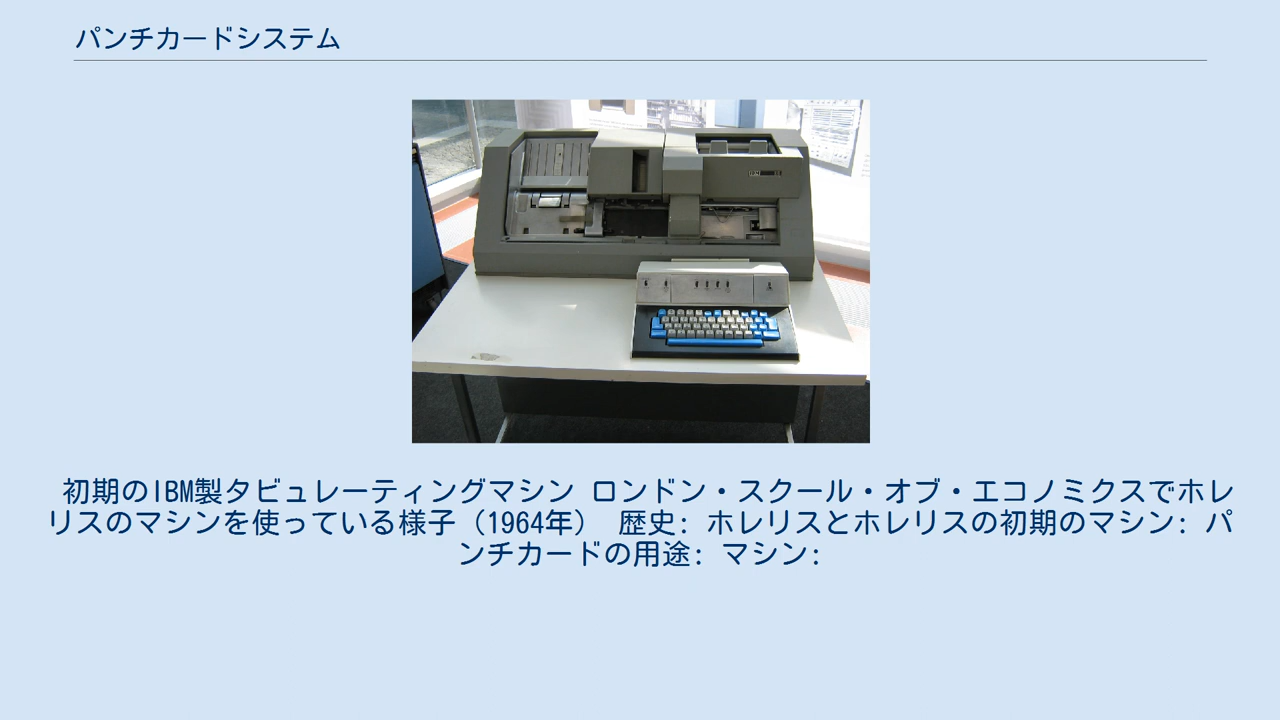 パンチカードシステム
IBM
初期のIBM製タビュレーティングマシン ロンドン・スクール・オブ・エコノミクスでホレ
リスのマシンを使っている様子（1964年） 歴史: ホレリスとホレリスの初期のマシン: パ
ンチカードの用途: マシン: